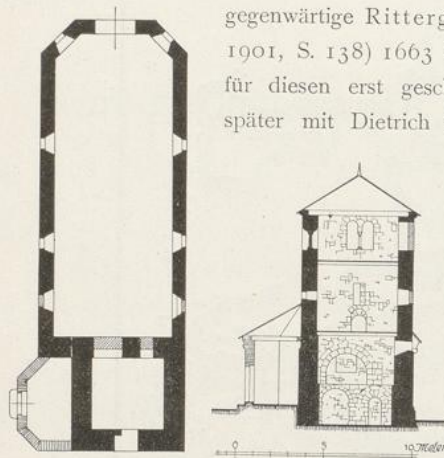 gegenwärtige Ritterg
1901, S. 138) 1663
für diesen erst gesch
später mit Dietrich
0 5 10 Meter